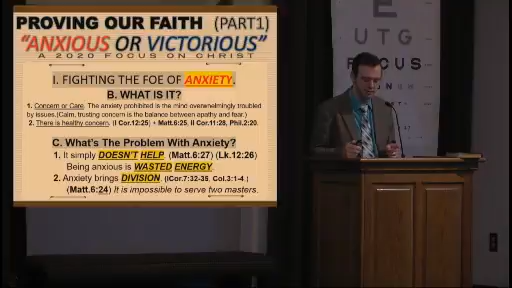 PROVING OUR FAITH (PART1)
"ANXIOUS OR VICTORIOUS"
A 2020 FOCUS ON CHRIST
I. FIGHTING THE FOE OF ANXIETY.
B. WHAT IS IT?
1. Concern or Care. The anxiety prohibited is the mind overwhelmingly troubled
by issues. (Calm, trusting concern is the balance between apathy and fear.)
2. There is healthy concern. (I Cor.12:25) + Matt.6:25, II Cor.11:28, Phil.2:20.
C. What's The Problem With Anxiety?
1. It simply DOESN'T HELP (Matt.6:27) (Lk.12:26)
Being anxious is WASTED ENERGY.
2. Anxiety brings DIVISION. (ICor.7:32-35, Col.3:1-4.)
(Matt.6:24) It is impossible to serve two masters.
E
UTG
FOCUS